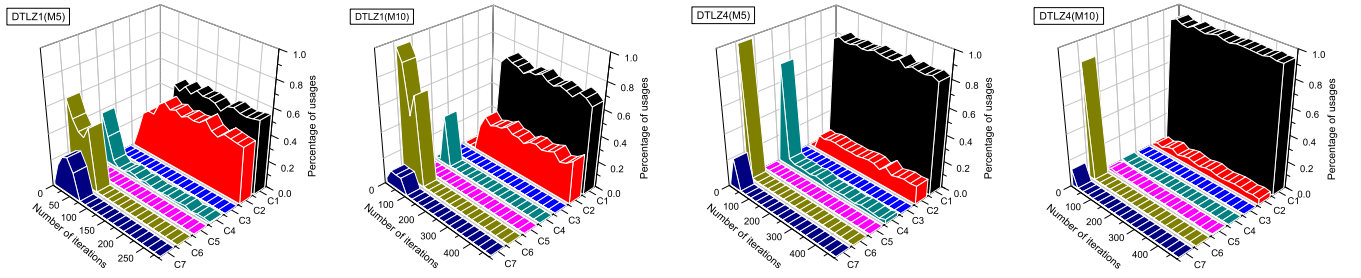 DTLZ1(M5)
1.0
0.8
0.6
0.4
0.2
0.0
Percentage of usages
C1
C2
C3
C4
C5
C6
C7
0
50
100
150
200
250
Number of iterations
DTLZ1(M10)
1.0
0.8
0.6
0.4
0.2
0.0
Percentage of usages
C1
C2
C3
C4
C5
C6
C7
0
100
200
300
400
Number of iterations
DTLZ4(M5)
1.0
0.8
0.6
0.4
0.2
0.0
Percentage of usages
C1
C2
C3
C4
C5
C6
C7
0
100
200
300
400
Number of iterations
DTLZ4(M10)
1.0
0.8
0.6
0.4
0.2
0.0
Percentage of usages
C1
C2
C3
C4
C5
C6
C7
0
100
200
300
400
Number of iterations